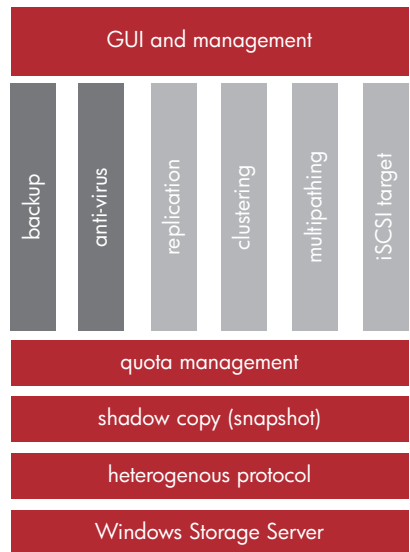 GUI and management
backup
anti-virus
replication
clustering
multipathing
iSCSI target
quota management
shadow copy (snapshot)
heterogenous protocol
Windows Storage Server